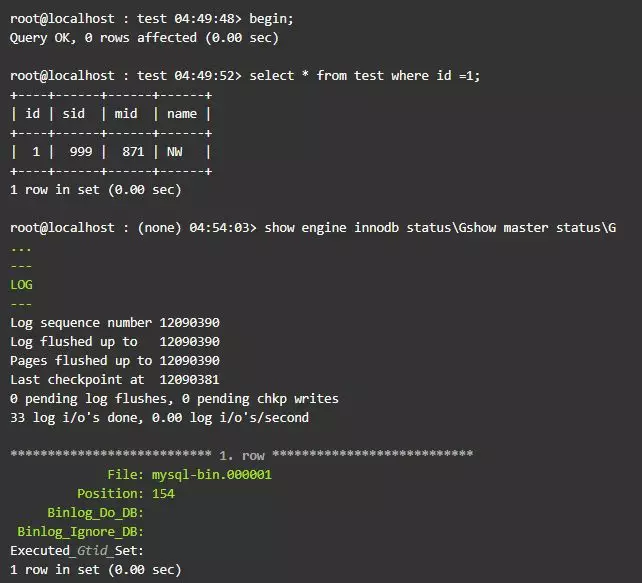 root@localhost : test 04:49:48> begin;
Query OK, 0 rows affected (0.00 sec)
root@localhost : test 04:49:52> select * from test where id =1;
+----+------+------+------+
| id | sid  | mid  | name |
+----+------+------+------+
|  1 |  999 |  871 | NW   |
+----+------+------+------+
1 row in set (0.00 sec)
root@localhost : (none) 04:54:03> show engine innodb status\Gshow master status\G
...
---
LOG
---
Log sequence number 12090390
Log flushed up to   12090390
Pages flushed up to 12090390
Last checkpoint at  12090381
0 pending log flushes, 0 pending chkp writes
33 log i/o's done, 0.00 log i/o's/second
*************************** 1. row ***************************
             File: mysql-bin.000001
         Position: 154
     Binlog_Do_DB:
 Binlog_Ignore_DB:
Executed_Gtid_Set:
1 row in set (0.00 sec)